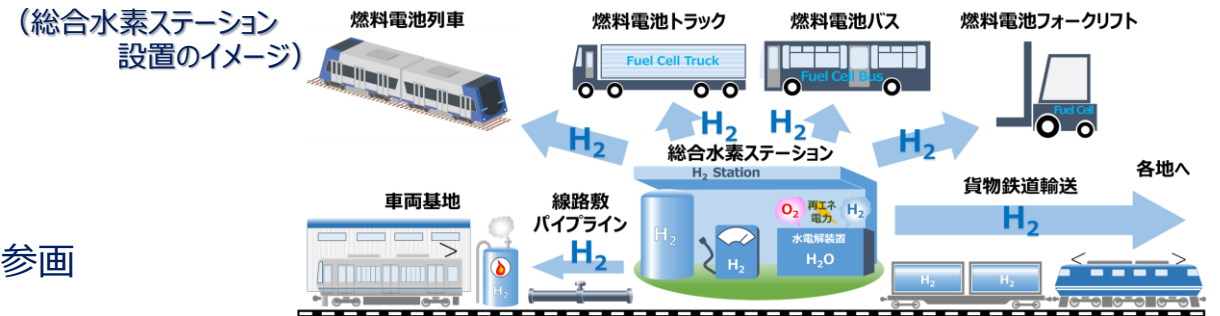 (総合水素ステーション
設置のイメージ)
燃料電池列車
燃料電池トラック
燃料電池バス
燃料電池フォークリフト
Fuel Cell Truck
Fuel Cell Bus
Fuel Cell
H₂
H₂
H₂
H₂
総合水素ステーション
H₂ Station
各地へ
車両基地
線路敷
パイプライン
貨物鉄道輸送
H₂
H₂
参画
H₂
H₂
H₂
O₂
再エネ
電力
H₂
水電解装置
H₂O
H₂
H₂